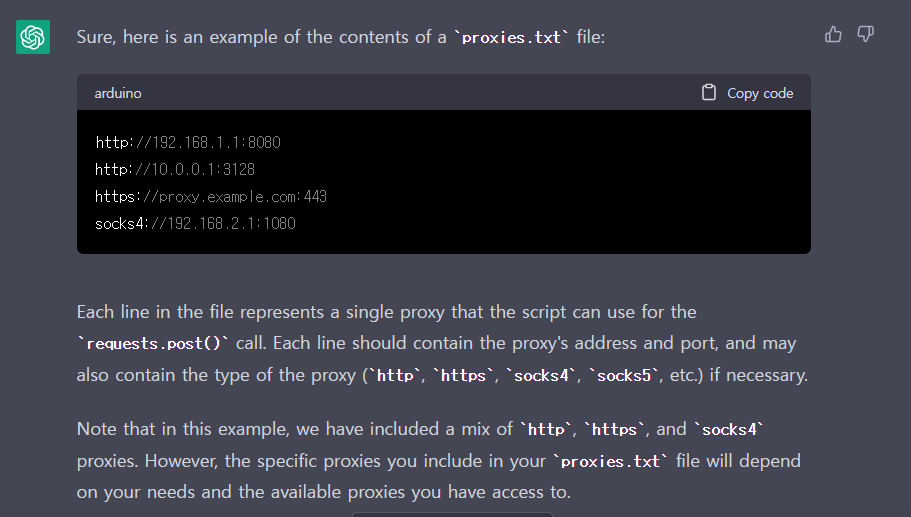 Sure, here is an example of the contents of a `proxies.txt` file:
arduino
Copy code
http://192.168.1.1:8080
http://10.0.0.1:3128
https://proxy.example.com:443
socks4://192.168.2.1:1080
Each line in the file represents a single proxy that the script can use for the
`requests.post()` call. Each line should contain the proxy's address and port, and may
also contain the type of the proxy (`http`, `https`, `socks4`, `socks5`, etc.) if necessary.
Note that in this example, we have included a mix of `http`, `https`, and `socks4`
proxies. However, the specific proxies you include in your `proxies.txt` file will depend
on your needs and the available proxies you have access to.